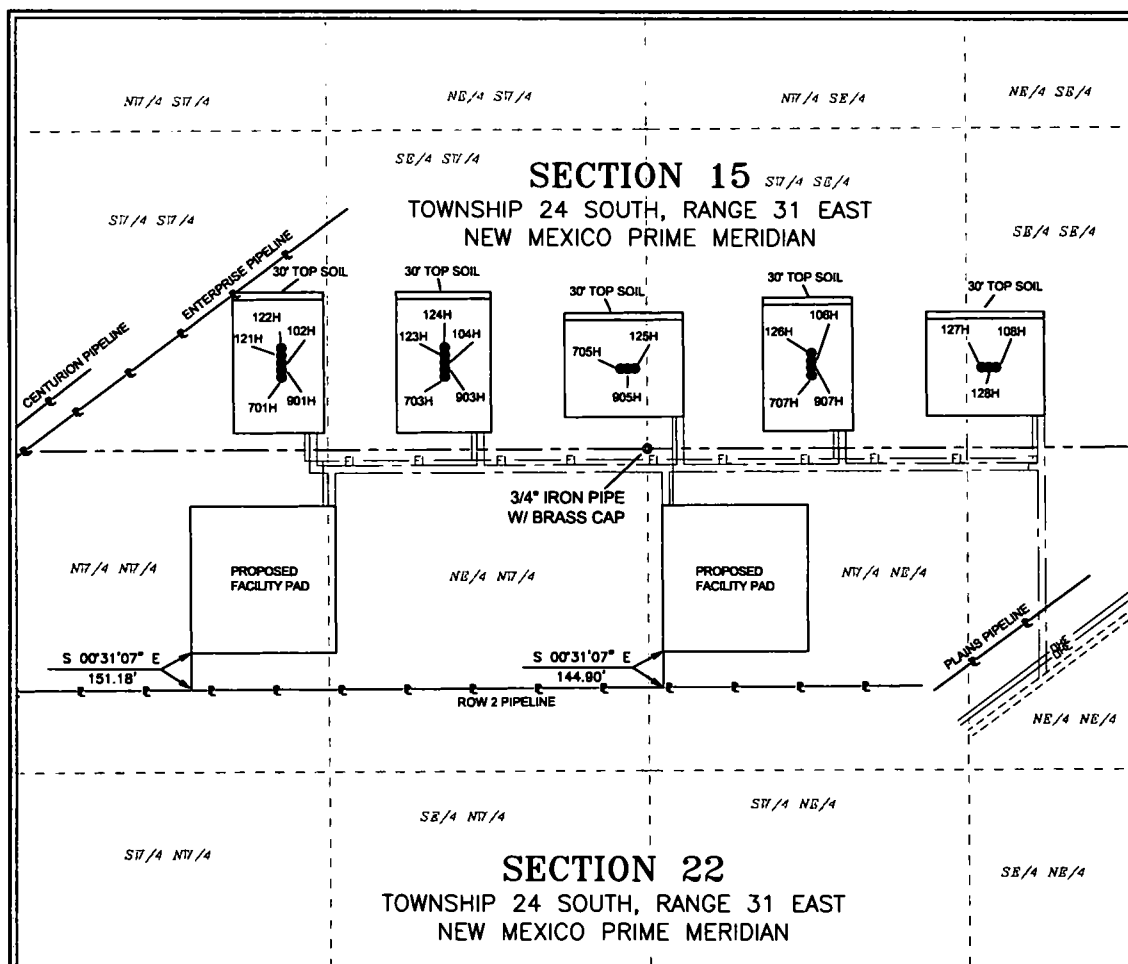 NW/4 SW/4
NE/4 SW/4
NW/4 SE/4
NE/4 SE/4
SE/4 SW/4
SECTION 15
SW/4 SE/4
TOWNSHIP 24 SOUTH, RANGE 31 EAST
SW/4 SW/4
NEW MEXICO PRIME MERIDIAN
SE/4 SE/4
ENTERPRISE PIPELINE
CENTURION PIPELINE
30' TOP SOIL
122H
121H
102H
701H
901H
30' TOP SOIL
124H
123H
104H
703H
903H
30' TOP SOIL
705H
125H
905H
30' TOP SOIL
106H
126H
707H
907H
30' TOP SOIL
127H
108H
128H
FL
FL
FL
FL
FL
FL
FL
FL
3/4" IRON PIPE
W/ BRASS CAP
NW/4 NW/4
PROPOSED
FACILITY PAD
NE/4 NW/4
PROPOSED
FACILITY PAD
NW/4 NE/4
PLAINS PIPELINE
S 00°31'07" E
151.18'
S 00°31'07" E
144.90'
ROW 2 PIPELINE
NE/4 NE/4
SE/4 NW/4
SW/4 NE/4
SW/4 NW/4
SECTION 22
SE/4 NE/4
TOWNSHIP 24 SOUTH, RANGE 31 EAST
NEW MEXICO PRIME MERIDIAN